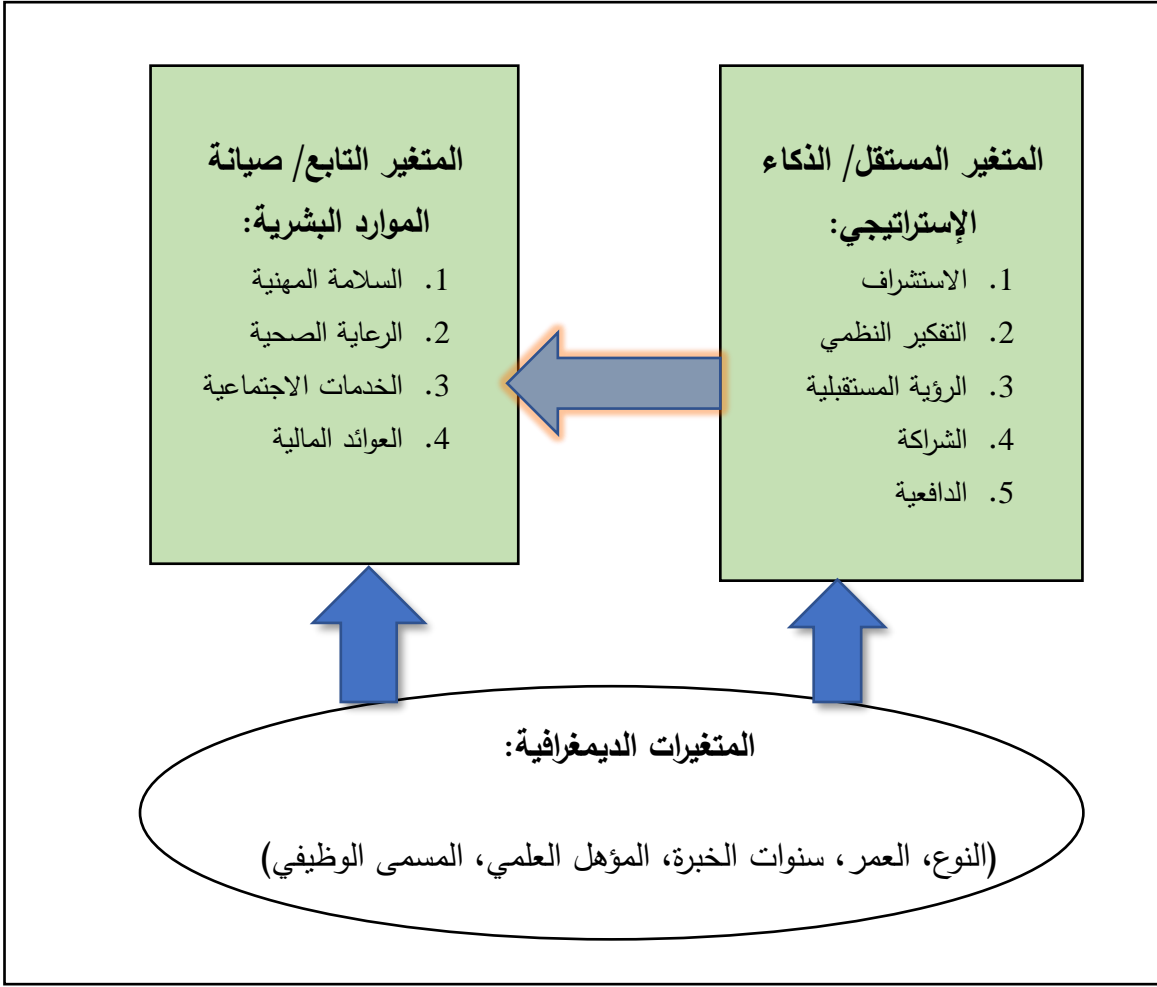 المتغير المستقل/ الذكاء
الإستراتيجي:
1. الاستشراف
2. التفكير النظمي
3. الرؤية المستقبلية
4. الشراكة
5. الدافعية
المتغير التابع/ صيانة
الموارد البشرية:
1. السلامة المهنية
2. الرعاية الصحية
3. الخدمات الاجتماعية
4. العوائد المالية
المتغيرات الديمغرافية:
(النوع، العمر، سنوات الخبرة، المؤهل العلمي، المسمى الوظيفي)